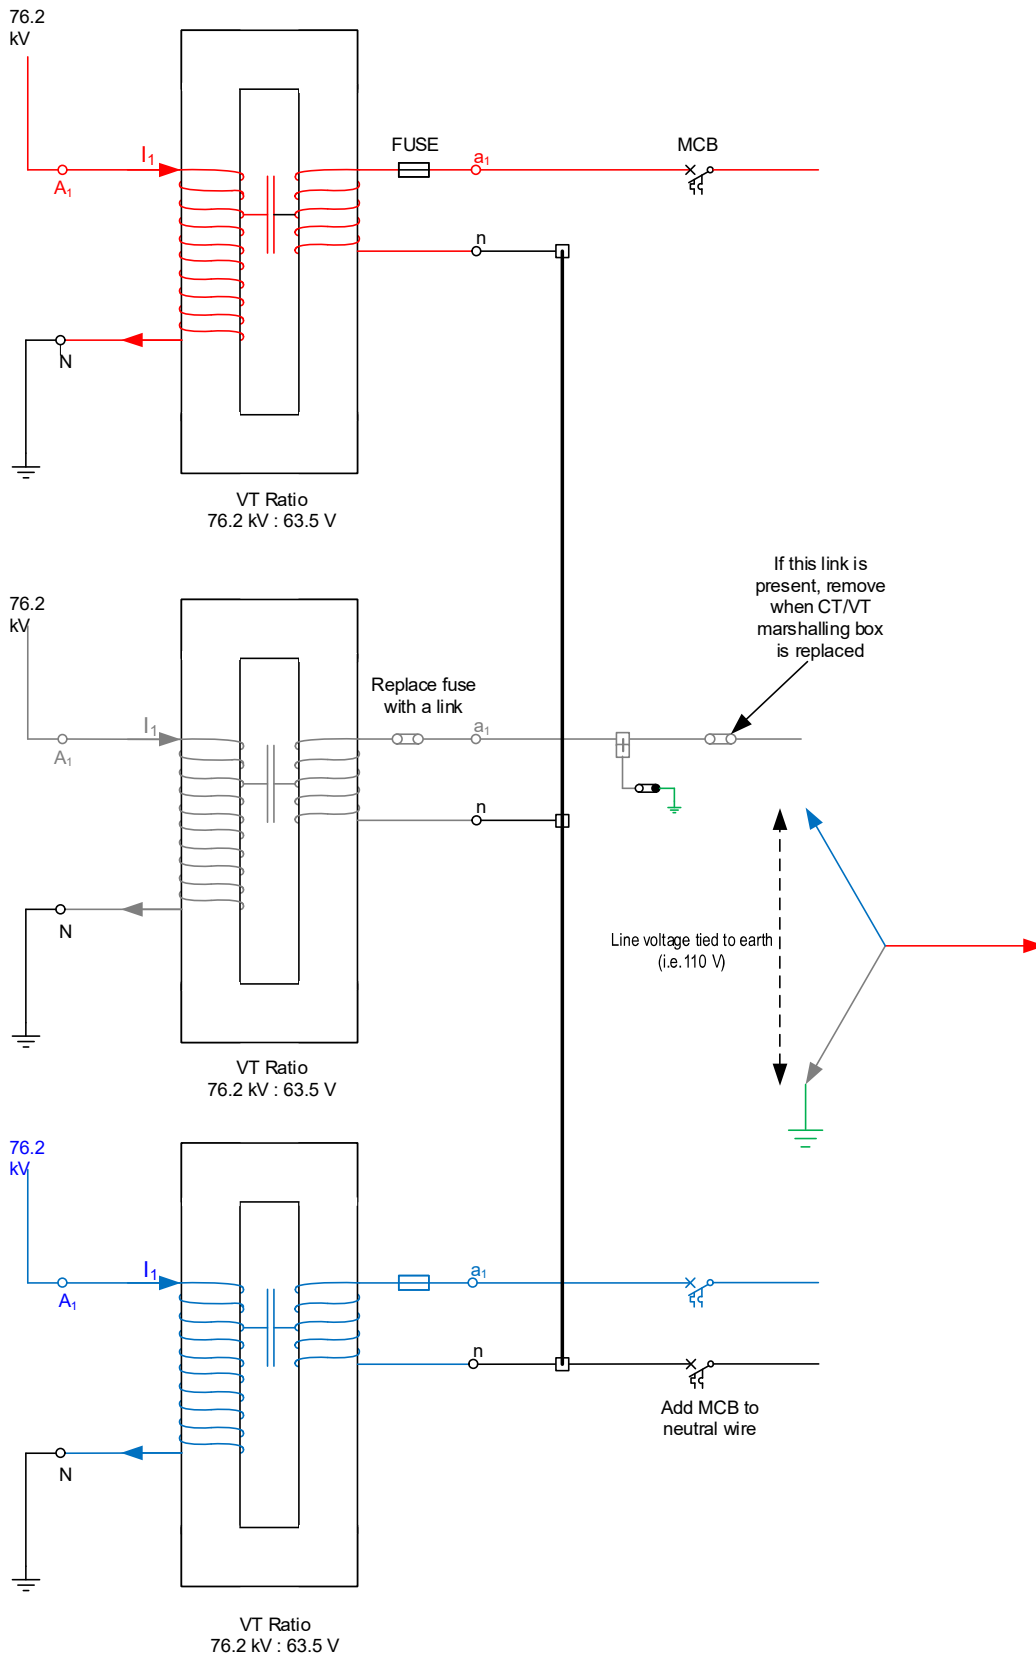 76.2
kV
I₁
A₁
FUSE
a₁
MCB
n
N
VT Ratio
76.2 kV : 63.5 V
76.2
kV
I₁
A₁
Replace fuse
with a link
a₁
If this link is
present, remove
when CT/VT
marshalling box
is replaced
n
N
Line voltage tied to earth
(i.e.110 V)
VT Ratio
76.2 kV : 63.5 V
76.2
kV
I₁
A₁
a₁
n
N
Add MCB to
neutral wire
VT Ratio
76.2 kV : 63.5 V